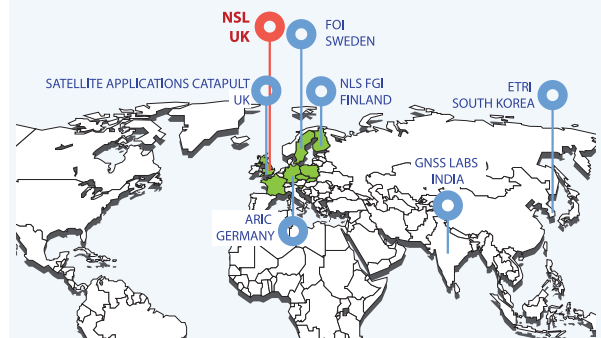 NSL
UK
FOI
SWEDEN
SATELLITE APPLICATIONS CATAPULT
UK
NLS FGI
FINLAND
ETRI
SOUTH KOREA
GNSS LABS
INDIA
ARIC
GERMANY